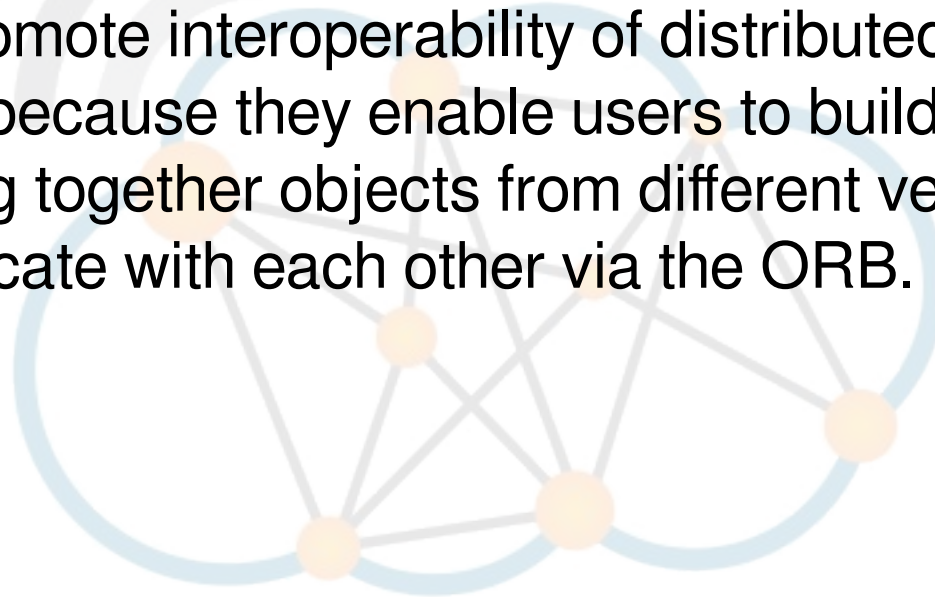 omote interoperability of distributed
because they enable users to build
g together objects from different ve
cate with each other via the ORB.